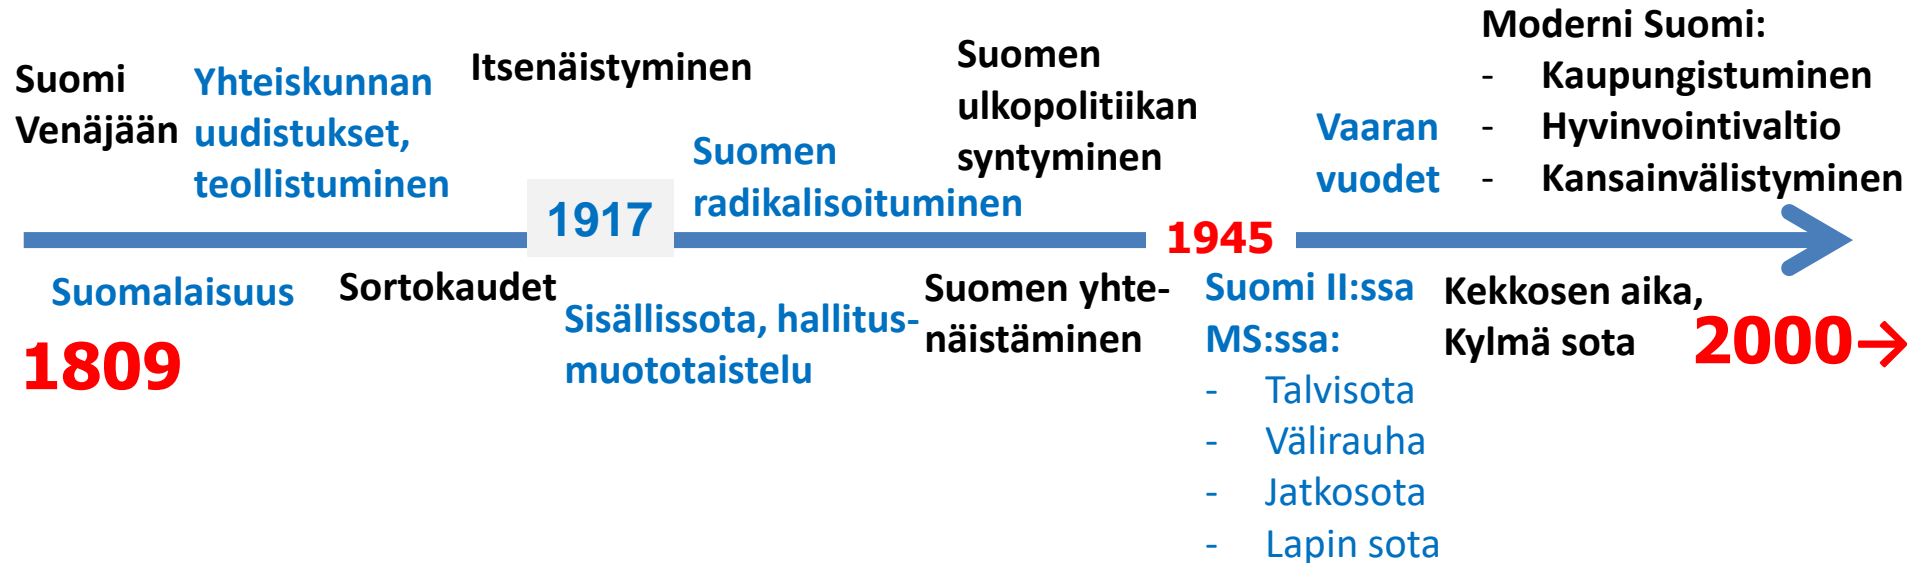 Suomi
Venäjään
Yhteiskunnan
uudistukset,
teollistuminen
Itsenäistyminen
Suomen
radikalisoituminen
Suomen
ulkopolitiikan
syntyminen
Vaaran
vuodet
Moderni Suomi:
- Kaupungistuminen
- Hyvinvointivaltio
- Kansainvälistyminen
1917
1945
Suomalaisuus
1809
Sortokaudet
Sisällissota, hallitus-
muototaistelu
Suomen yhte-
näistäminen
Suomi II:ssa
MS:ssa:
- Talvisota
- Välirauha
- Jatkosota
- Lapin sota
Kekkosen aika,
Kylmä sota
2000→